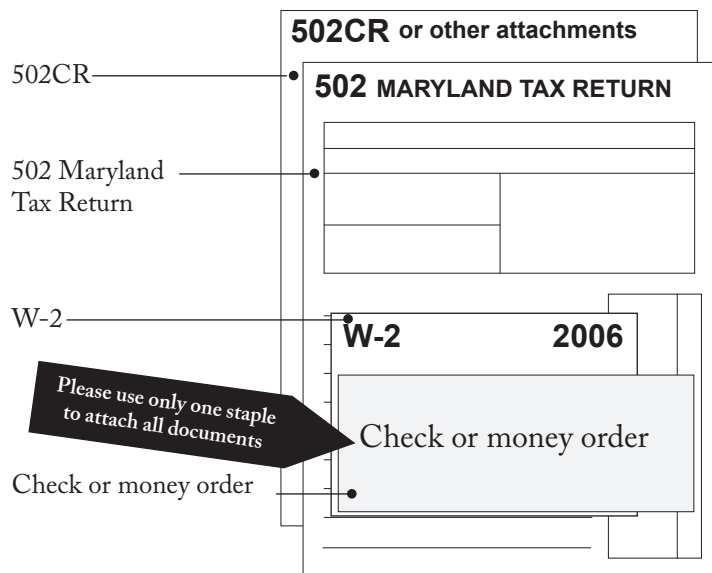 502CR or other attachments
502CR
502 MARYLAND TAX RETURN
502 Maryland
Tax Return
W-2
W-2 2006
Please use only one staple
to attach all documents
Check or money order
Check or money order